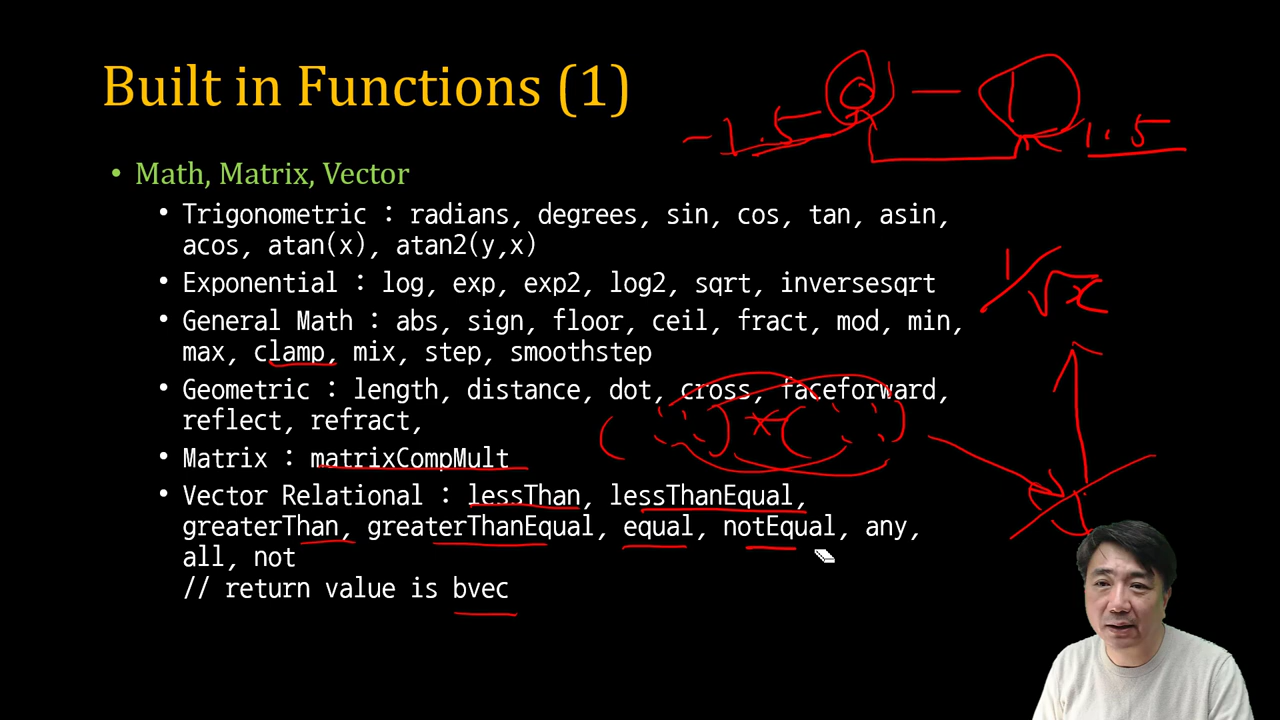 Built in Functions (1)
0 — 1
-1.5 1.5
• Math, Matrix, Vector
• Trigonometric : radians, degrees, sin, cos, tan, asin,
acos, atan(x), atan2(y,x)
• Exponential : log, exp, exp2, log2, sqrt, inversesqrt
1/√x
• General Math : abs, sign, floor, ceil, fract, mod, min,
max, clamp, mix, step, smoothstep
• Geometric : length, distance, dot, cross, faceforward,
reflect, refract,
• Matrix : matrixCompMult
• Vector Relational : lessThan, lessThanEqual,
greaterThan, greaterThanEqual, equal, notEqual, any,
all, not
// return value is bvec